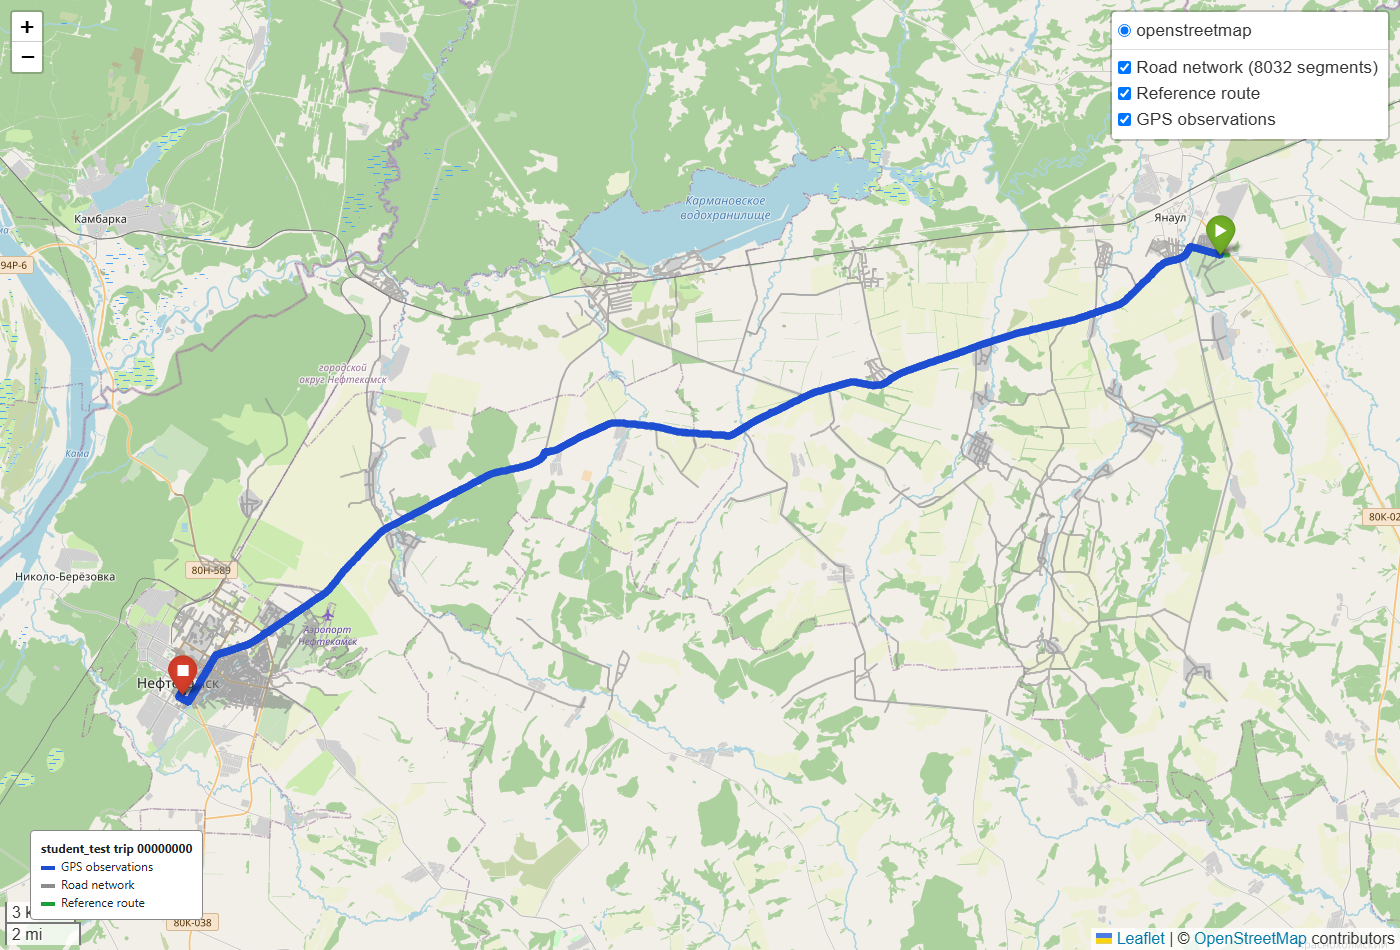 +
−
openstreetmap
Road network (8032 segments)
Reference route
GPS observations
Кармановское
водохранилище
Янаул
Камбарка
94Р-6
городской
округ Нефтекамск
Кама
80К-02
80Н-589
Николо-Берёзовка
Аэропорт
Нефтекамск
student_test trip 00000000
GPS observations
Road network
Reference route
3
2 mi
80К-038
Leaflet | © OpenStreetMap contributors